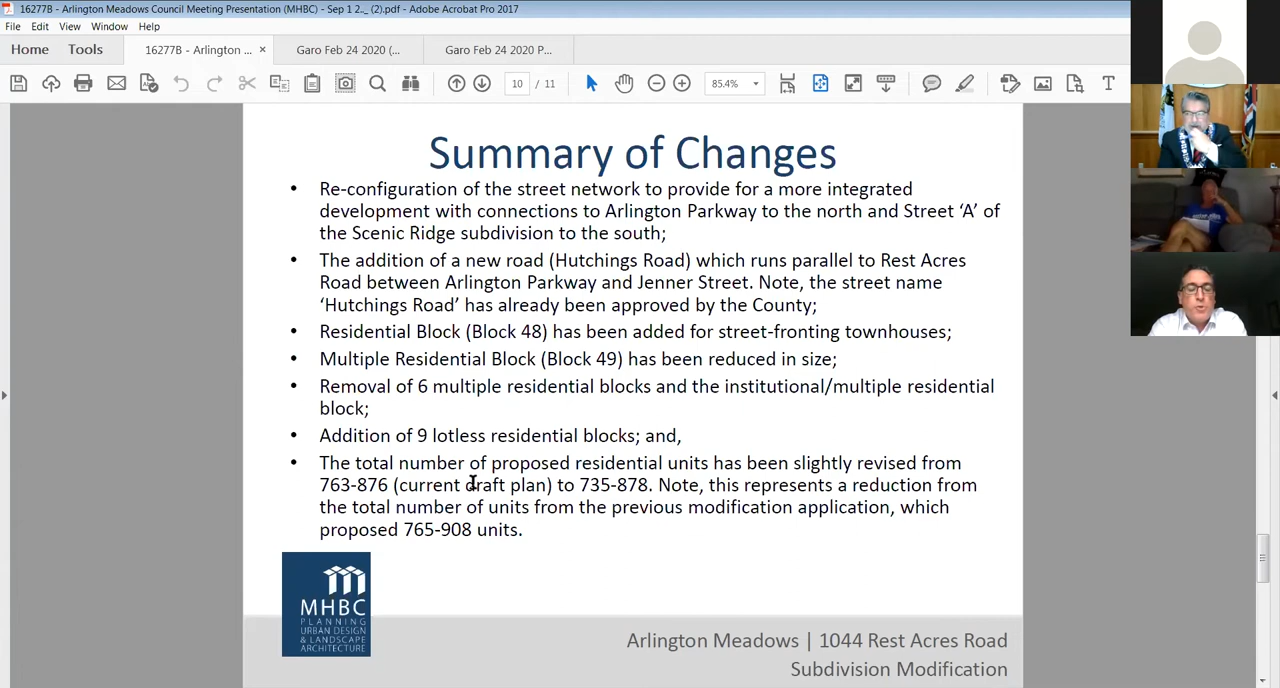 16277B - Arlington Meadows Council Meeting Presentation (MHBC) - Sep 1 2._ (2).pdf - Adobe Acrobat Pro 2017
File Edit View Window Help
Home Tools 16277B - Arlington ... × Garo Feb 24 2020 (... Garo Feb 24 2020 P...
10 / 11 85.4%
Summary of Changes
• Re-configuration of the street network to provide for a more integrated
development with connections to Arlington Parkway to the north and Street ‘A’ of
the Scenic Ridge subdivision to the south;
• The addition of a new road (Hutchings Road) which runs parallel to Rest Acres
Road between Arlington Parkway and Jenner Street. Note, the street name
‘Hutchings Road’ has already been approved by the County;
• Residential Block (Block 48) has been added for street-fronting townhouses;
• Multiple Residential Block (Block 49) has been reduced in size;
• Removal of 6 multiple residential blocks and the institutional/multiple residential
block;
• Addition of 9 lotless residential blocks; and,
• The total number of proposed residential units has been slightly revised from
763-876 (current draft plan) to 735-878. Note, this represents a reduction from
the total number of units from the previous modification application, which
proposed 765-908 units.
MHBC
PLANNING
URBAN DESIGN
& LANDSCAPE
ARCHITECTURE
Arlington Meadows | 1044 Rest Acres Road
Subdivision Modification